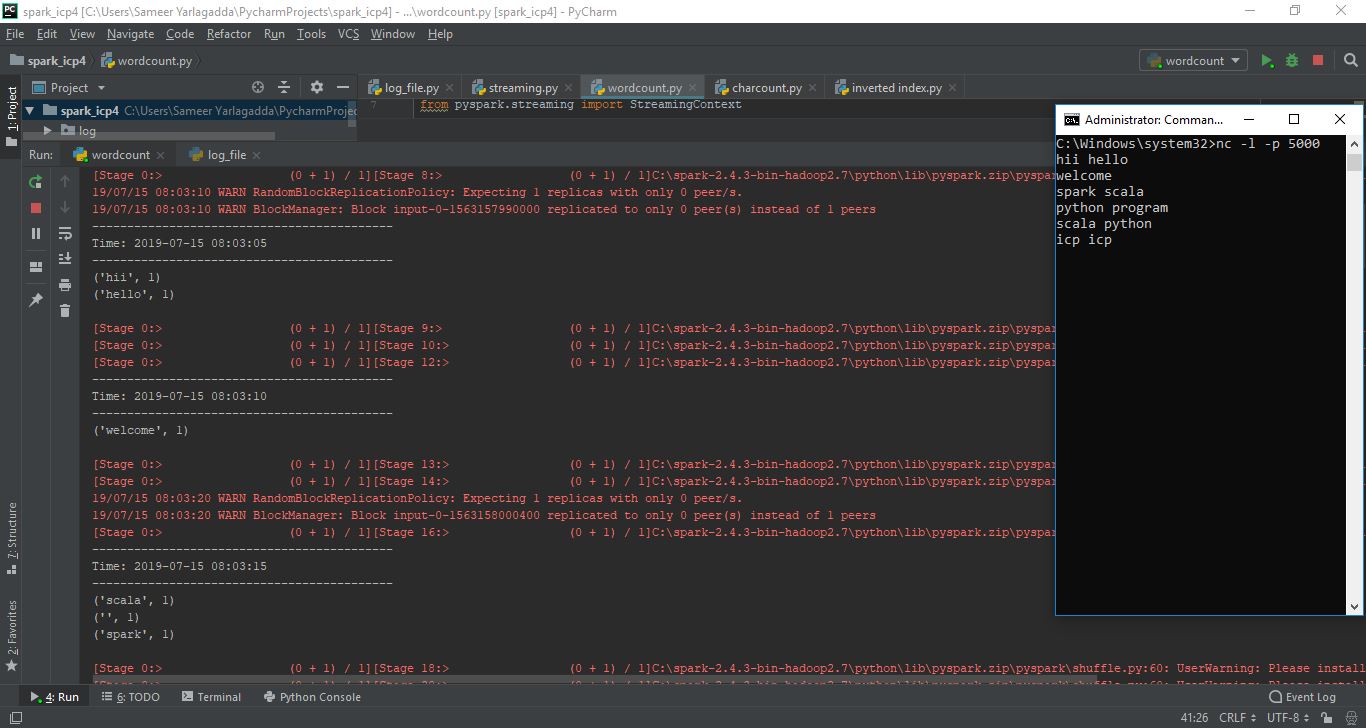 spark_icp4 [C:\Users\Sameer Yarlagadda\PycharmProjects\spark_icp4] - ...\wordcount.py [spark_icp4] - PyCharm
File Edit View Navigate Code Refactor Run Tools VCS Window Help
spark_icp4 wordcount.py wordcount
Project log_file.py streaming.py wordcount.py charcount.py inverted index.py
1: Project
spark_icp4 C:\Users\Sameer Yarlagadda\PycharmProjec
7 from pyspark.streaming import StreamingContext
log
Run: wordcount log_file
[Stage 0:> (0 + 1) / 1][Stage 8:> (0 + 1) / 1]C:\spark-2.4.3-bin-hadoop2.7\python\lib\pyspark.zip\pyspar
19/07/15 08:03:10 WARN RandomBlockReplicationPolicy: Expecting 1 replicas with only 0 peer/s.
19/07/15 08:03:10 WARN BlockManager: Block input-0-1563157990000 replicated to only 0 peer(s) instead of 1 peers
-------------------------------------------
Time: 2019-07-15 08:03:05
-------------------------------------------
('hii', 1)
('hello', 1)
[Stage 0:> (0 + 1) / 1][Stage 9:> (0 + 1) / 1]C:\spark-2.4.3-bin-hadoop2.7\python\lib\pyspark.zip\pyspar
[Stage 0:> (0 + 1) / 1][Stage 10:> (0 + 1) / 1]C:\spark-2.4.3-bin-hadoop2.7\python\lib\pyspark.zip\pyspar
[Stage 0:> (0 + 1) / 1][Stage 12:> (0 + 1) / 1]C:\spark-2.4.3-bin-hadoop2.7\python\lib\pyspark.zip\pyspar
-------------------------------------------
Time: 2019-07-15 08:03:10
-------------------------------------------
('welcome', 1)
[Stage 0:> (0 + 1) / 1][Stage 13:> (0 + 1) / 1]C:\spark-2.4.3-bin-hadoop2.7\python\lib\pyspark.zip\pyspar
[Stage 0:> (0 + 1) / 1][Stage 14:> (0 + 1) / 1]C:\spark-2.4.3-bin-hadoop2.7\python\lib\pyspark.zip\pyspar
19/07/15 08:03:20 WARN RandomBlockReplicationPolicy: Expecting 1 replicas with only 0 peer/s.
19/07/15 08:03:20 WARN BlockManager: Block input-0-1563158000400 replicated to only 0 peer(s) instead of 1 peers
[Stage 0:> (0 + 1) / 1][Stage 16:> (0 + 1) / 1]C:\spark-2.4.3-bin-hadoop2.7\python\lib\pyspark.zip\pyspar
-------------------------------------------
Time: 2019-07-15 08:03:15
-------------------------------------------
('scala', 1)
('', 1)
('spark', 1)
[Stage 0:> (0 + 1) / 1][Stage 18:> (0 + 1) / 1]C:\spark-2.4.3-bin-hadoop2.7\python\lib\pyspark.zip\pyspark\shuffle.py:60: UserWarning: Please install
Administrator: Comman...
C:\Windows\system32>nc -l -p 5000
hii hello
welcome
spark scala
python program
scala python
icp icp
7: Structure
2: Favorites
4: Run 6: TODO Terminal Python Console Event Log
41:26 CRLF UTF-8